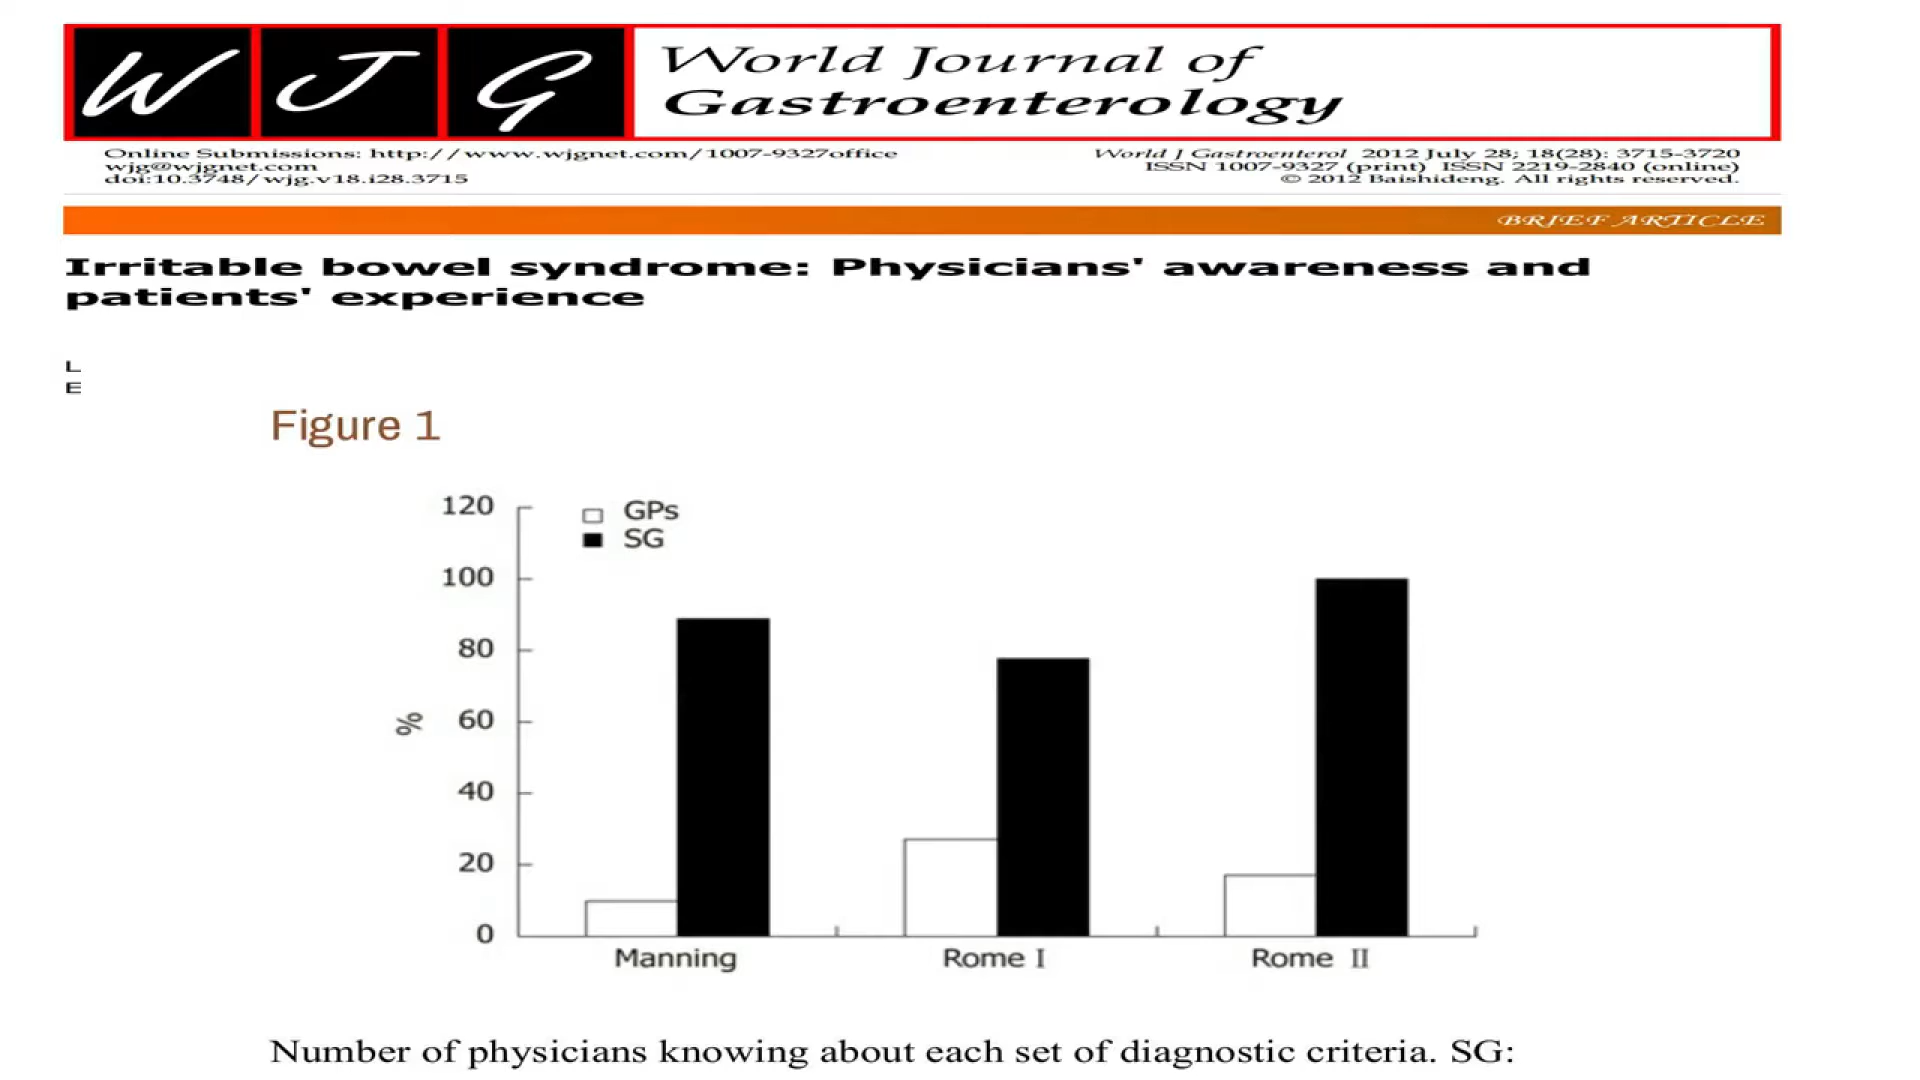 W J G
World Journal of
Gastroenterology
Online Submissions: http://www.wjgnet.com/1007-9327office
wjg@wjgnet.com
doi:10.3748/wjg.v18.i28.3715
World J Gastroenterol 2012 July 28; 18(28): 3715-3720
ISSN 1007-9327 (print) ISSN 2219-2840 (online)
© 2012 Baishideng. All rights reserved.
BRIEF ARTICLE
Irritable bowel syndrome: Physicians' awareness and
patients' experience
L
E
Figure 1
120
100
80
60
40
20
0
%
GPs
SG
Manning
Rome I
Rome II
Number of physicians knowing about each set of diagnostic criteria. SG: